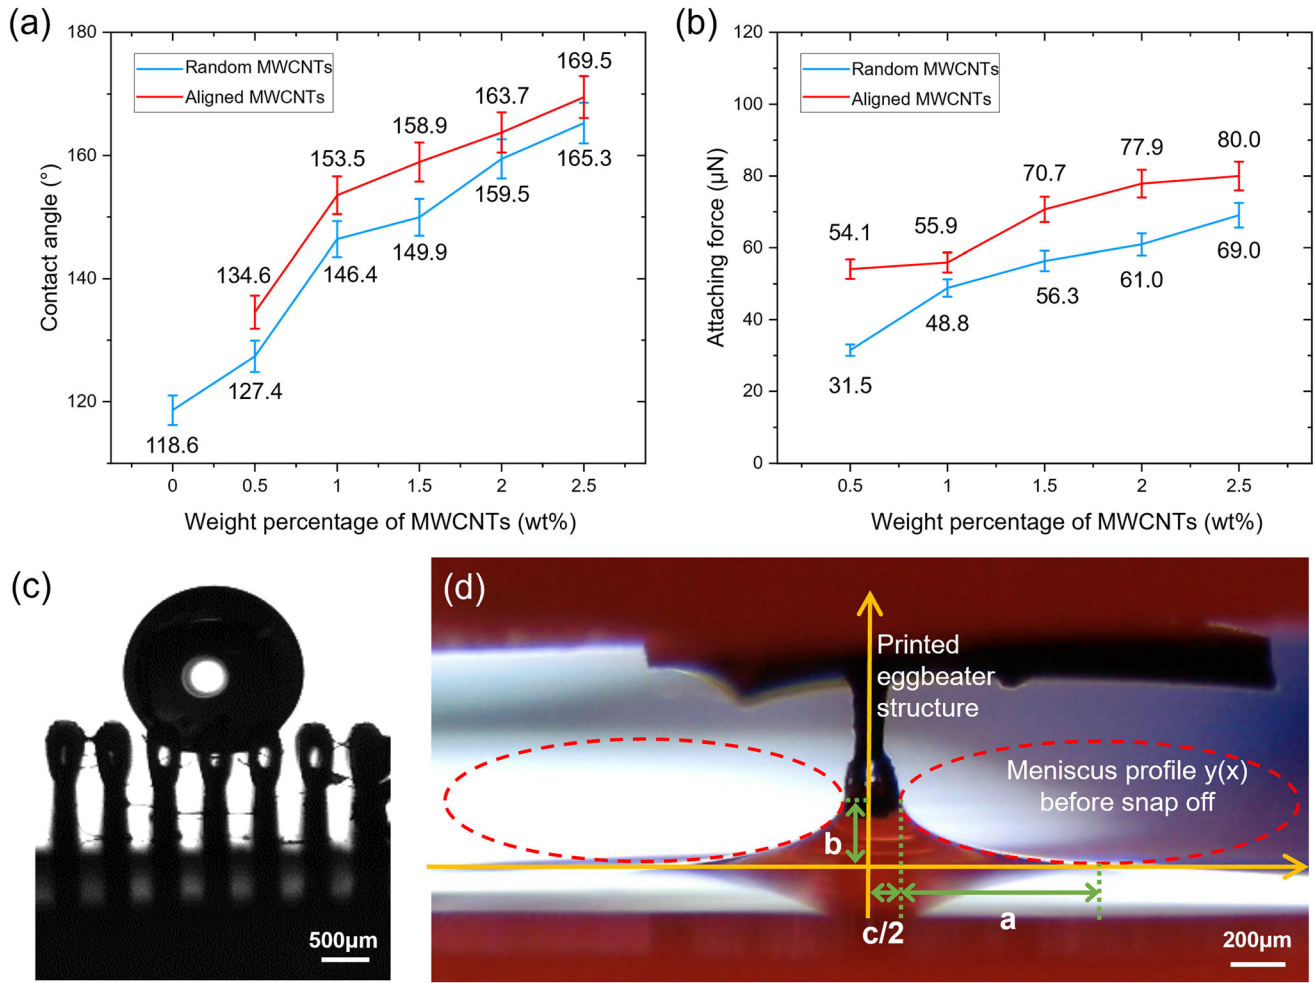 (a)
180
160
140
120
Contact angle (°)
Random MWCNTs
Aligned MWCNTs
134.6
153.5
158.9
163.7
169.5
118.6
127.4
146.4
149.9
159.5
165.3
0
0.5
1
1.5
2
2.5
Weight percentage of MWCNTs (wt%)
(b)
120
100
80
60
40
20
0
Attaching force (μN)
Random MWCNTs
Aligned MWCNTs
54.1
55.9
70.7
77.9
80.0
31.5
48.8
56.3
61.0
69.0
0.5
1
1.5
2
2.5
Weight percentage of MWCNTs (wt%)
(c)
500μm
(d)
Printed
eggbeater
structure
Meniscus profile y(x)
before snap off
b
c/2
a
200μm